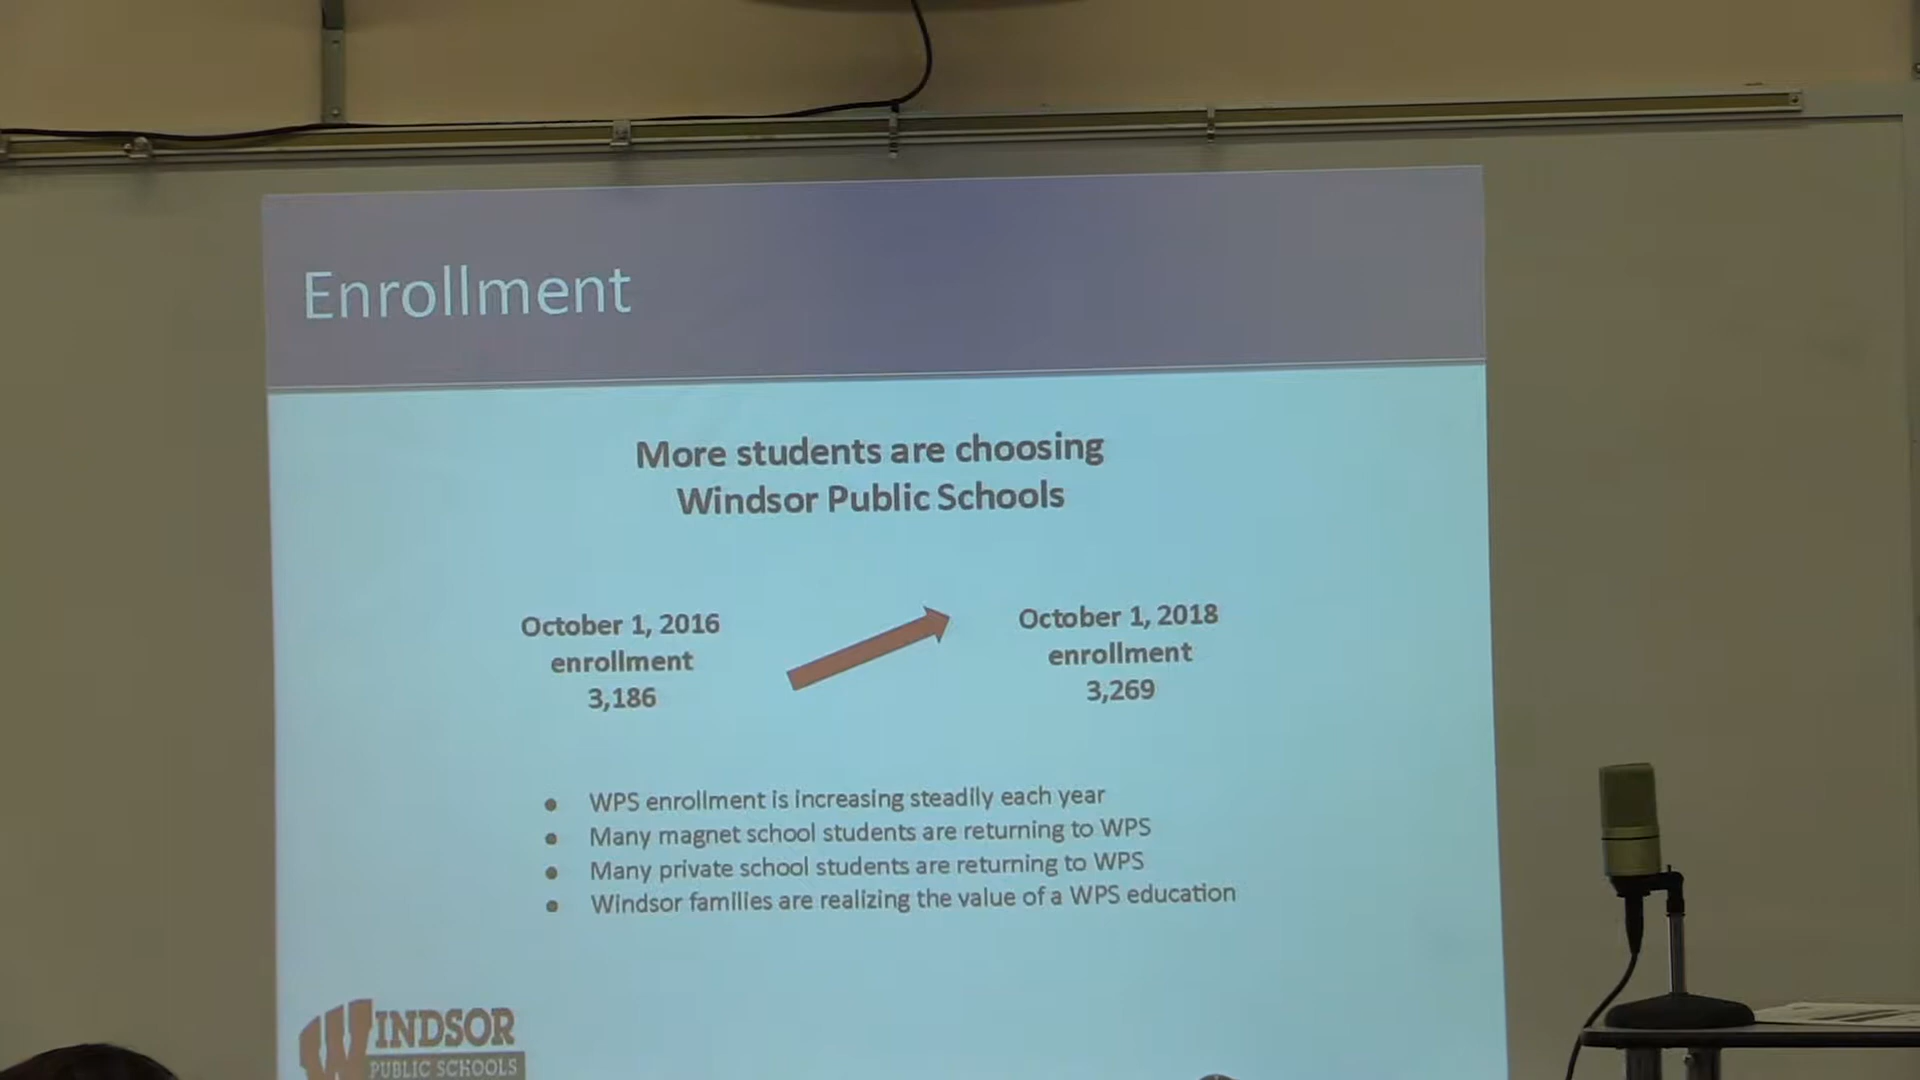 Enrollment
More students are choosing
Windsor Public Schools
October 1, 2016
enrollment
3,186
October 1, 2018
enrollment
3,269
● WPS enrollment is increasing steadily each year
● Many magnet school students are returning to WPS
● Many private school students are returning to WPS
● Windsor families are realizing the value of a WPS education
WINDSOR
PUBLIC SCHOOLS